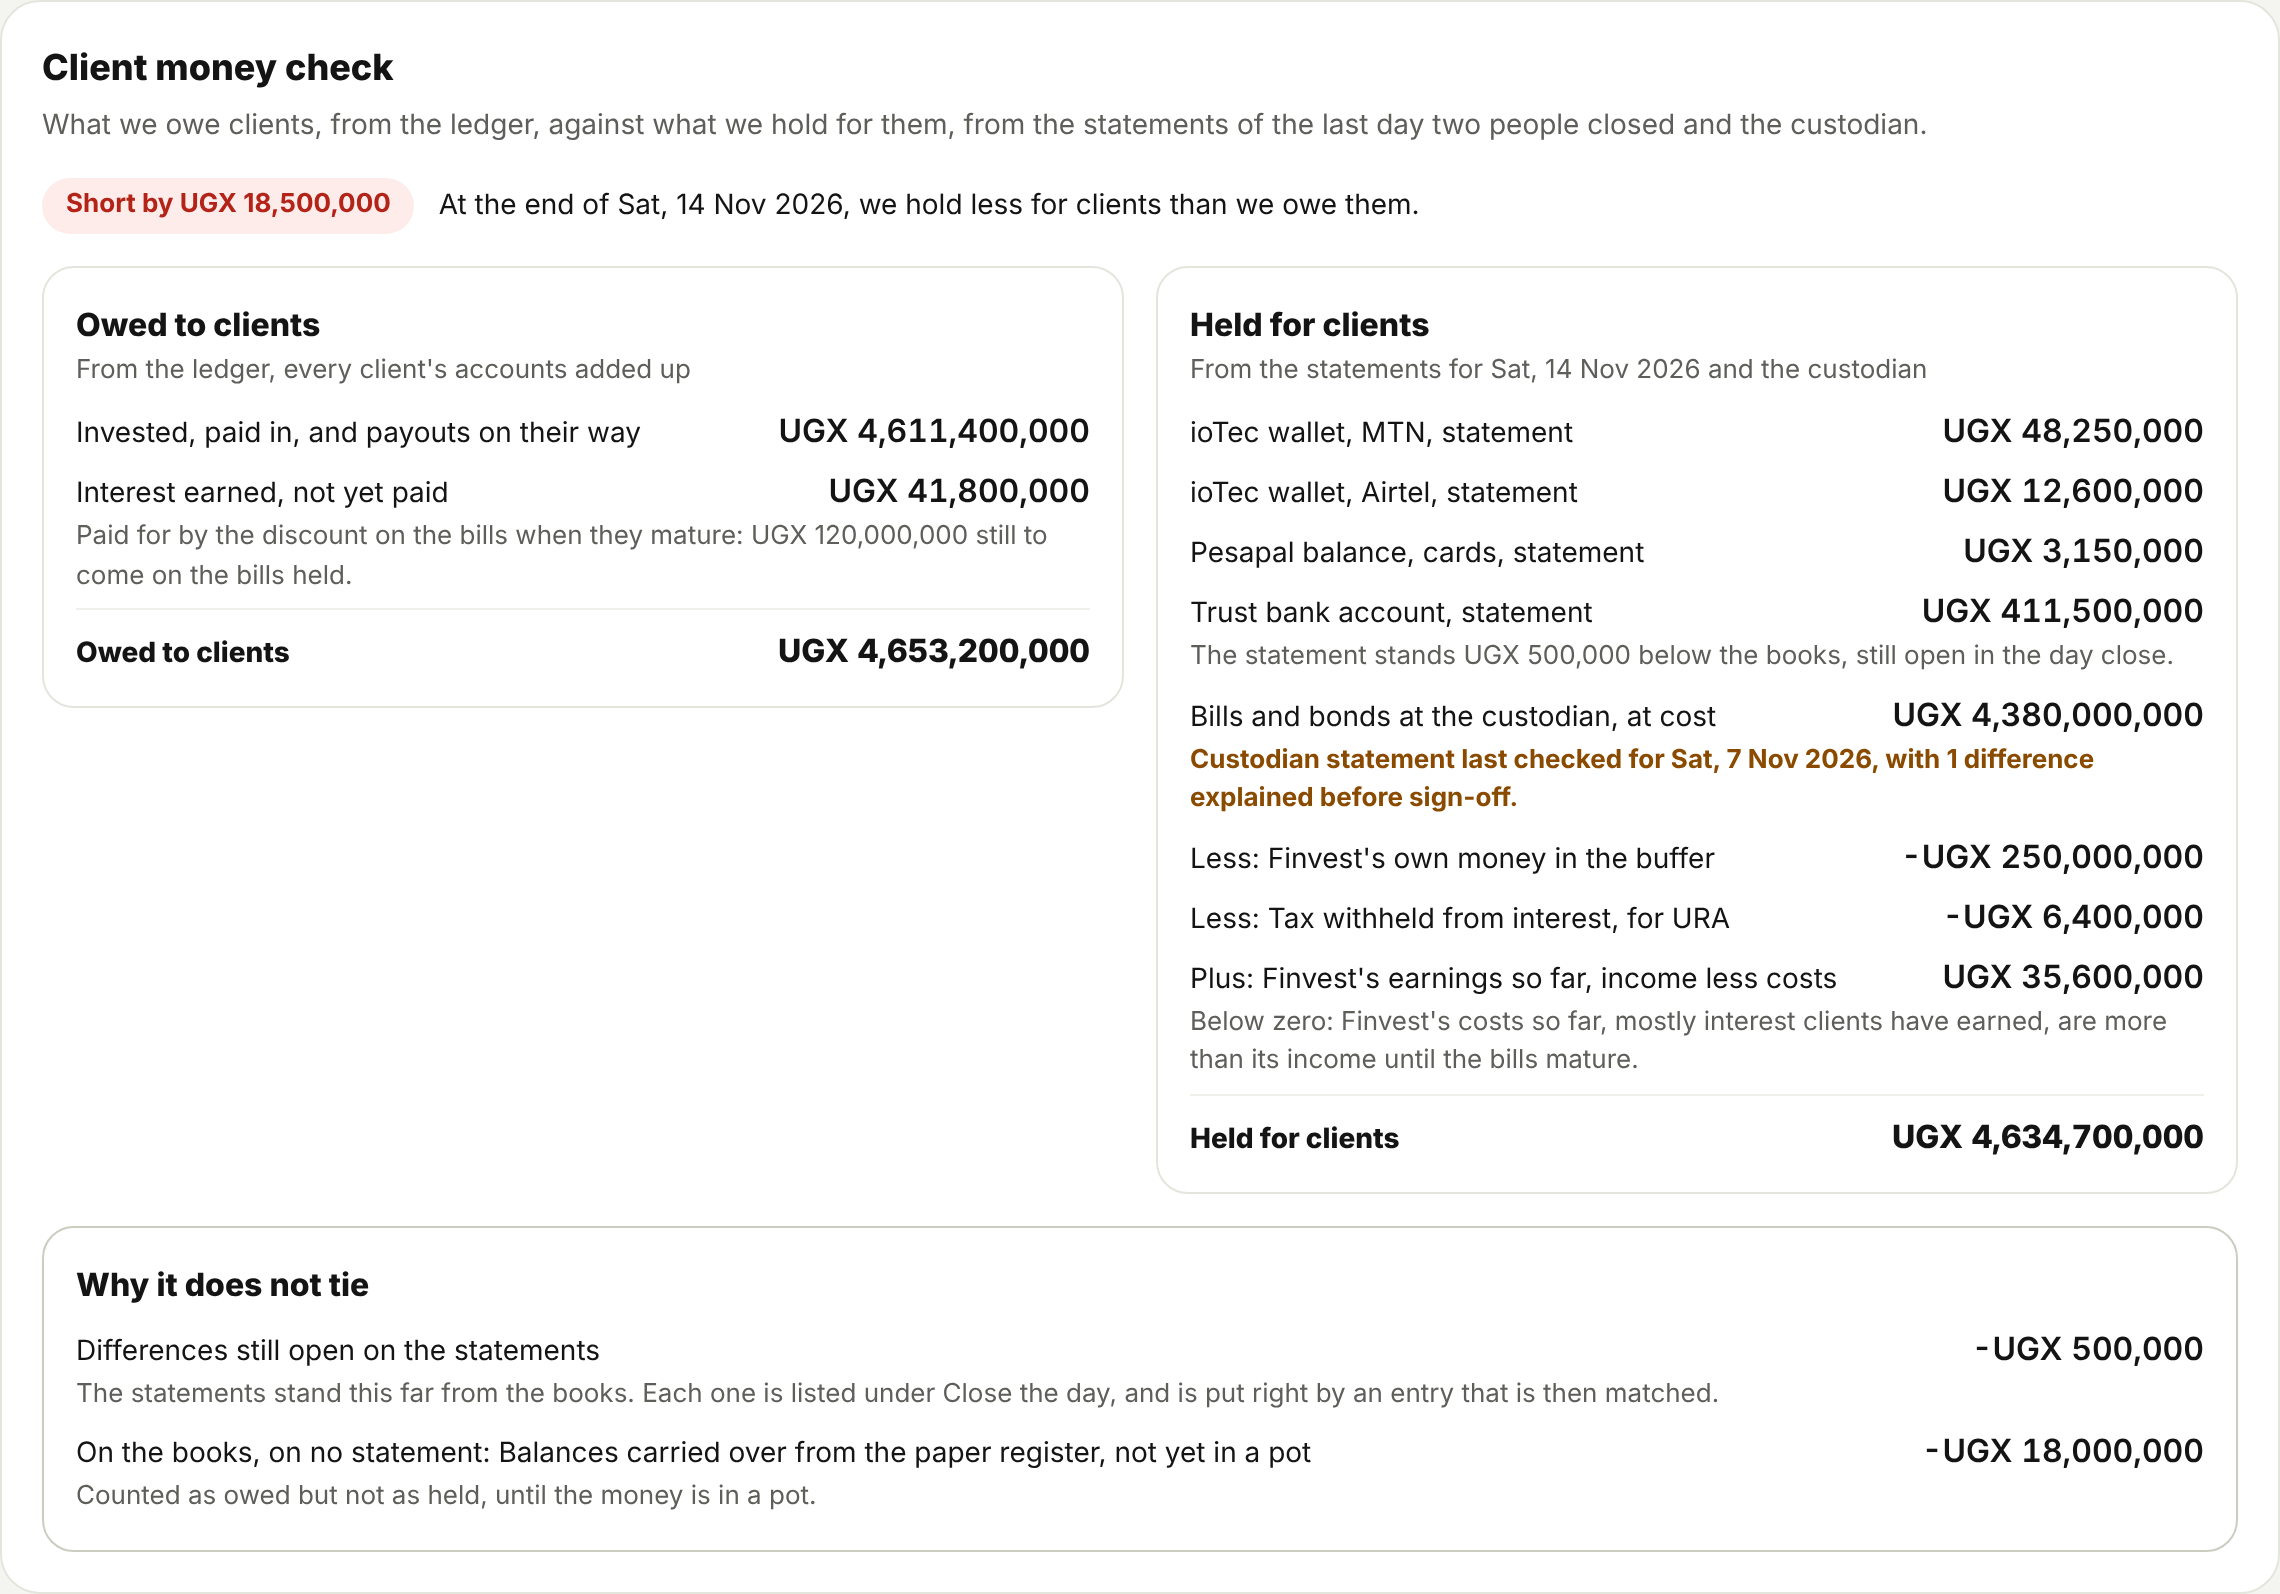 Client money check
What we owe clients, from the ledger, against what we hold for them, from the statements of the last day two people closed and the custodian.
Short by UGX 18,500,000
At the end of Sat, 14 Nov 2026, we hold less for clients than we owe them.
Owed to clients
From the ledger, every client's accounts added up
Invested, paid in, and payouts on their way UGX 4,611,400,000
Interest earned, not yet paid UGX 41,800,000
Paid for by the discount on the bills when they mature: UGX 120,000,000 still to
come on the bills held.
Owed to clients UGX 4,653,200,000
Held for clients
From the statements for Sat, 14 Nov 2026 and the custodian
ioTec wallet, MTN, statement UGX 48,250,000
ioTec wallet, Airtel, statement UGX 12,600,000
Pesapal balance, cards, statement UGX 3,150,000
Trust bank account, statement UGX 411,500,000
The statement stands UGX 500,000 below the books, still open in the day close.
Bills and bonds at the custodian, at cost UGX 4,380,000,000
Custodian statement last checked for Sat, 7 Nov 2026, with 1 difference
explained before sign-off.
Less: Finvest's own money in the buffer -UGX 250,000,000
Less: Tax withheld from interest, for URA -UGX 6,400,000
Plus: Finvest's earnings so far, income less costs UGX 35,600,000
Below zero: Finvest's costs so far, mostly interest clients have earned, are more
than its income until the bills mature.
Held for clients UGX 4,634,700,000
Why it does not tie
Differences still open on the statements -UGX 500,000
The statements stand this far from the books. Each one is listed under Close the day, and is put right by an entry that is then matched.
On the books, on no statement: Balances carried over from the paper register, not yet in a pot -UGX 18,000,000
Counted as owed but not as held, until the money is in a pot.